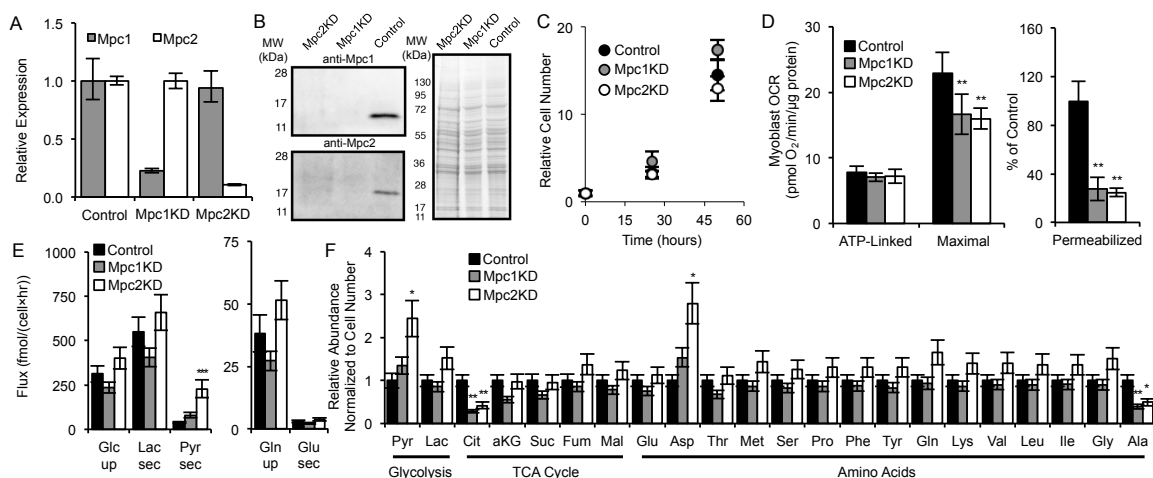 A
Relative Expression
1.5
1.0
0.5
0.0
Mpc1
Mpc2
Control
Mpc1KD
Mpc2KD
B
MW
(kDa)
Mpc2KD
Mpc1KD
Control
anti-Mpc1
28
17
11
anti-Mpc2
28
17
11
MW
(kDa)
Mpc2KD
Mpc1KD
Control
130
95
72
55
36
28
17
11
C
Relative Cell Number
20
10
0
Control
Mpc1KD
Mpc2KD
0
15
30
45
60
Time (hours)
D
Myoblast OCR
(pmol O2/min/µg protein)
30
20
10
0
Control
Mpc1KD
Mpc2KD
**
**
ATP-Linked
Maximal
% of Control
160
120
80
40
0
**
**
Permeabilized
E
Flux (fmol/(cell×hr))
1000
750
500
250
0
Control
Mpc1KD
Mpc2KD
***
Glc
up
Lac
sec
Pyr
sec
75
50
25
0
Gln
up
Glu
sec
F
Relative Abundance
Normalized to Cell Number
4
3
2
1
0
Control
Mpc1KD
Mpc2KD
*
**
**
*
**
*
Pyr Lac Cit aKG Suc Fum Mal Glu Asp Thr Met Ser Pro Phe Tyr Gln Lys Val Leu Ile Gly Ala
Glycolysis
TCA Cycle
Amino Acids